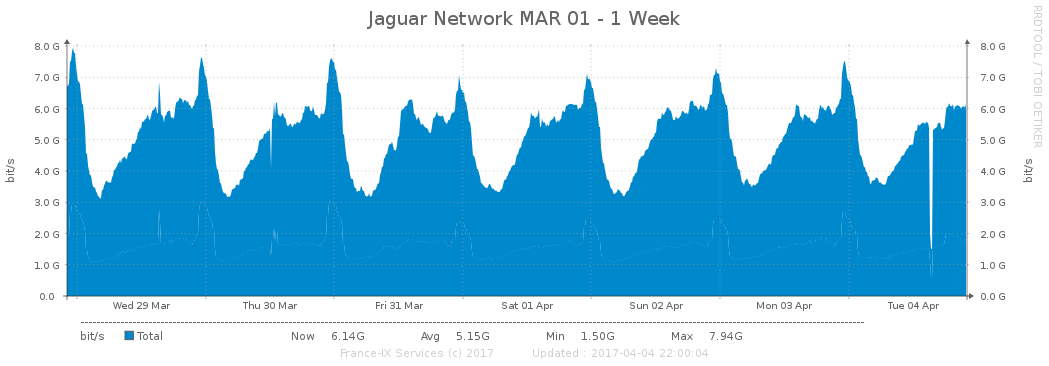 Jaguar Network MAR 01 - 1 Week
RRDTOOL / TOBI OETIKER
bit/s
8.0 G 8.0 G
7.0 G 7.0 G
6.0 G 6.0 G
5.0 G 5.0 G
4.0 G 4.0 G
3.0 G 3.0 G
2.0 G 2.0 G
1.0 G 1.0 G
0.0 0.0 G
bit/s
Wed 29 Mar Thu 30 Mar Fri 31 Mar Sat 01 Apr Sun 02 Apr Mon 03 Apr Tue 04 Apr
bit/s Total Now 6.14G Avg 5.15G Min 1.50G Max 7.94G
France-IX Services (c) 2017 Updated : 2017-04-04 22:00:04